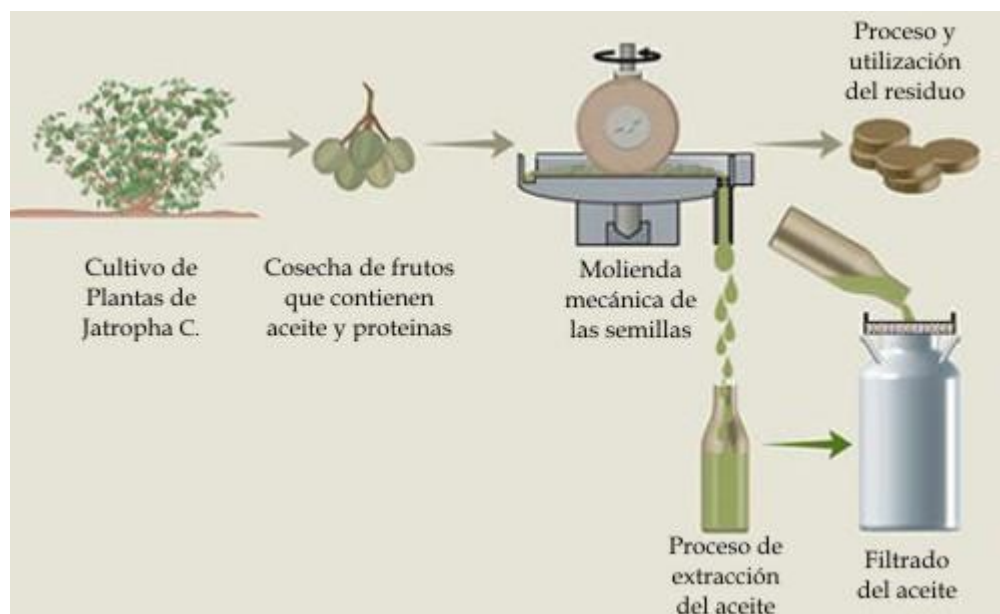 Proceso y
utilización
del residuo
Cultivo de
Plantas de
Jatropha C.
Cosecha de frutos
que contienen
aceite y proteinas
Molienda
mecánica de
las semillas
Proceso de
extracción
del aceite
Filtrado
del aceite